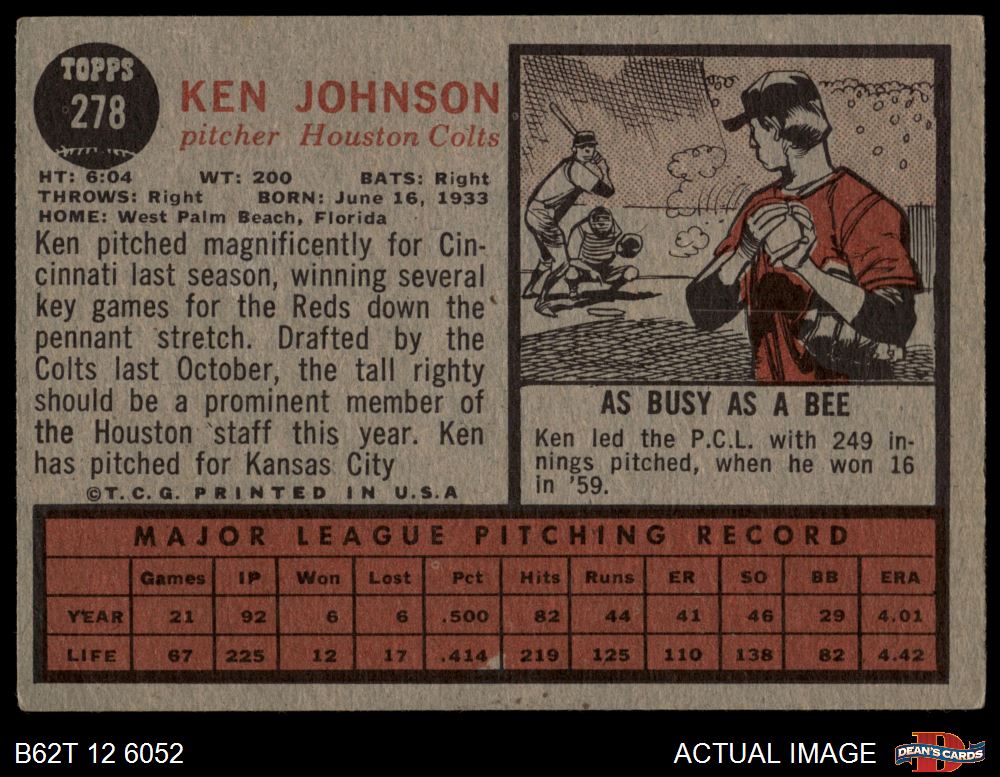 TOPPS
278
KEN JOHNSON
pitcher Houston Colts
HT: 6:04 WT: 200 BATS: Right
THROWS: Right BORN: June 16, 1933
HOME: West Palm Beach, Florida
Ken pitched magnificently for Cin-
cinnati last season, winning several
key games for the Reds down the
pennant stretch. Drafted by the
Colts last October, the tall righty
should be a prominent member of
the Houston staff this year. Ken
has pitched for Kansas City
©T.C.G. PRINTED IN U.S.A
AS BUSY AS A BEE
Ken led the P.C.L. with 249 in-
nings pitched, when he won 16
in '59.
MAJOR LEAGUE PITCHING RECORD
Games IP Won Lost Pct Hits Runs ER SO BB ERA
YEAR 21 92 6 6 .500 82 44 41 46 29 4.01
LIFE 67 225 12 17 .414 219 125 110 138 82 4.42
B62T 12 6052 ACTUAL IMAGE D DEAN'S CARDS